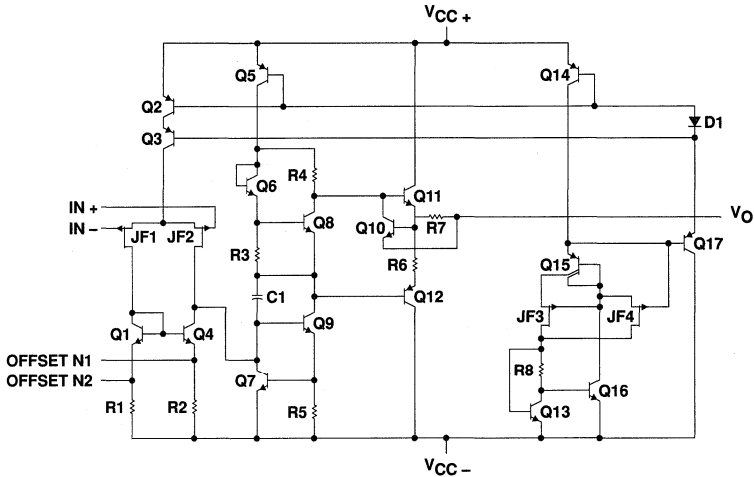 VCC+
Q5
Q14
Q2
D1
Q3
Q6
R4
Q11
IN +
IN –
JF1
JF2
Q8
Q10
R7
VO
Q17
R3
R6
Q15
C1
Q12
JF3
JF4
Q1
Q4
Q9
OFFSET N1
OFFSET N2
Q7
R8
Q16
R1
R2
R5
Q13
VCC–